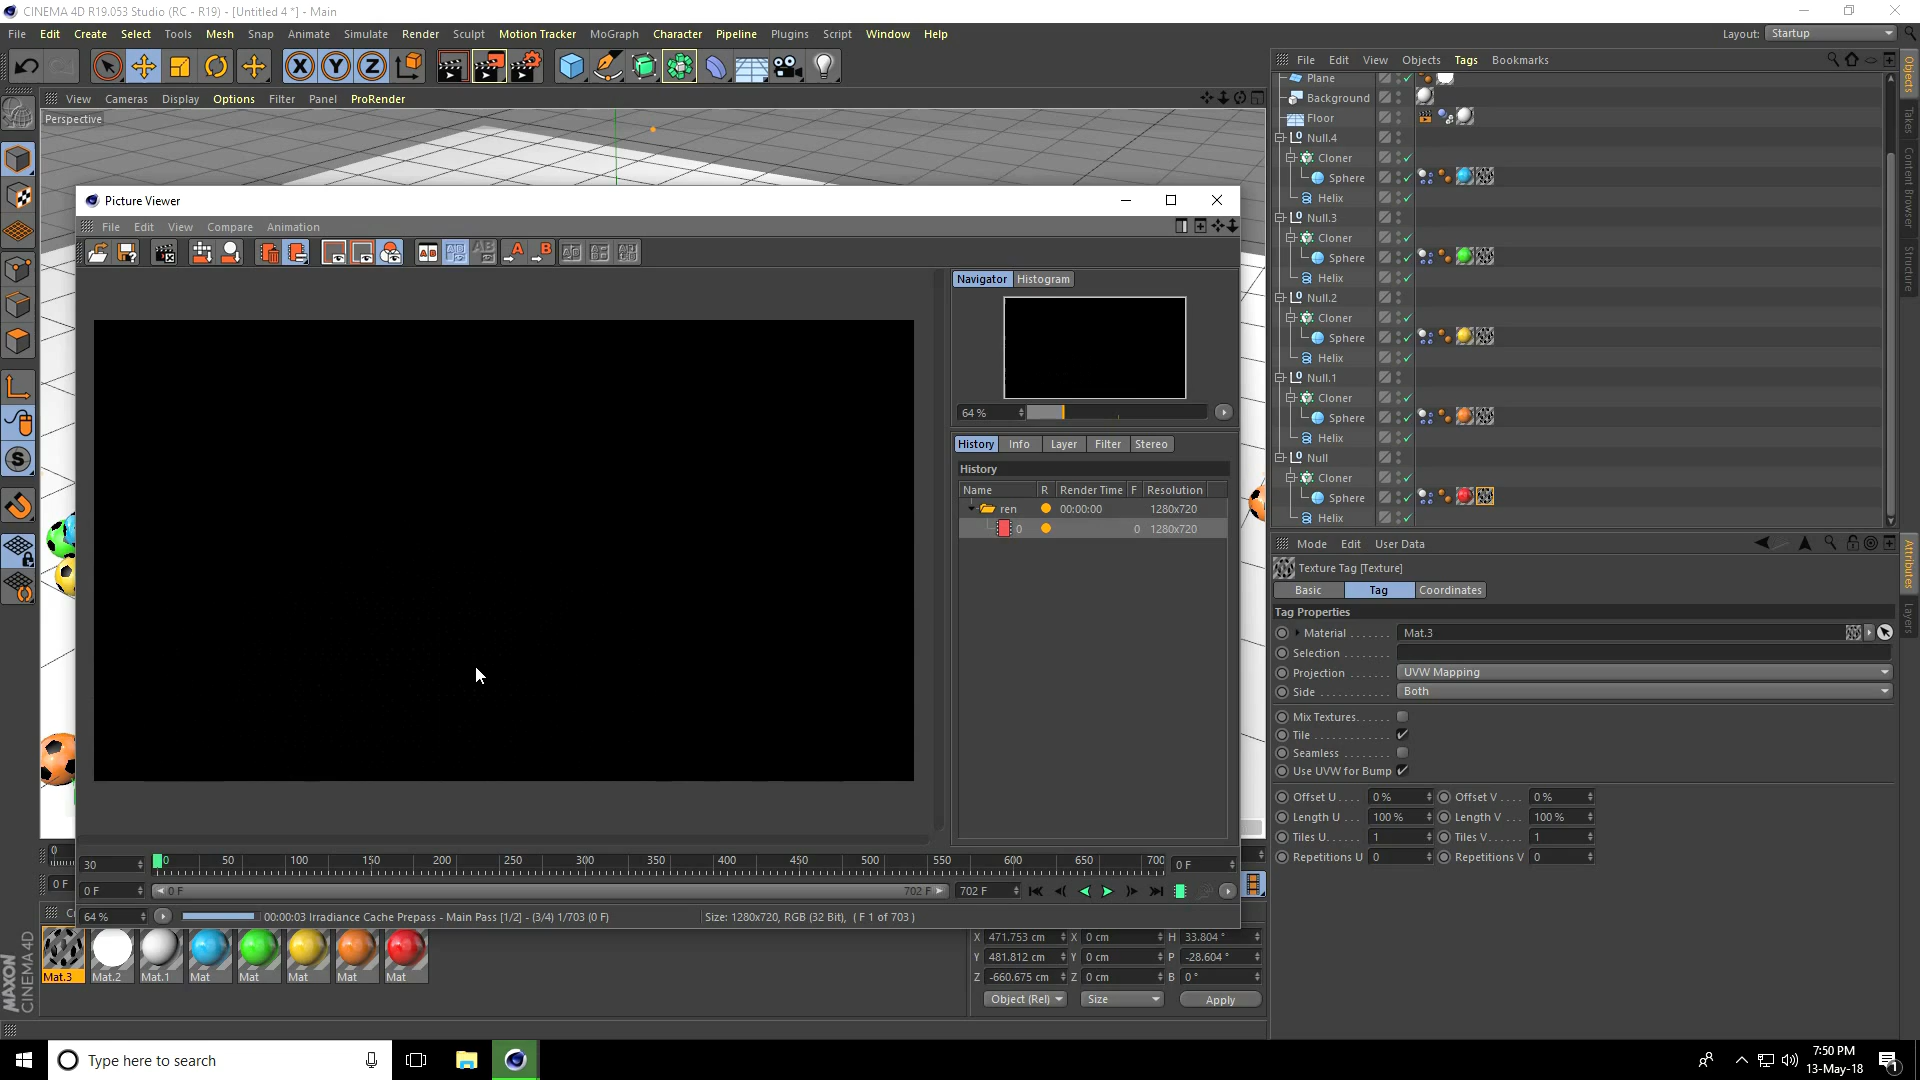 CINEMA 4D R19.053 Studio (RC - R19) - [Untitled 4 *] - Main
File Edit Create Select Tools Mesh Snap Animate Simulate Render Sculpt Motion Tracker MoGraph Character Pipeline Plugins Script Window Help
Layout: Startup
X Y Z
File Edit View Objects Tags Bookmarks
View Cameras Display Options Filter Panel ProRender
Perspective
Plane
Background
Floor
Null.4
Cloner
Sphere
Helix
Null.3
Cloner
Sphere
Helix
Null.2
Cloner
Sphere
Helix
Null.1
Cloner
Sphere
Helix
Null
Cloner
Sphere
Helix
Objects
Takes
Content Browser
Structure
Picture Viewer
File Edit View Compare Animation
Navigator Histogram
64 %
History Info Layer Filter Stereo
History
Name R Render Time F Resolution
ren 00:00:00 1280x720
0 0 1280x720
30 0 50 100 150 200 250 300 350 400 450 500 550 600 650 700 0 F
0 F 0 F 702 F 702 F
64 % 00:00:03 Irradiance Cache Prepass - Main Pass [1/2] - (3/4) 1/703 (0 F) Size: 1280x720, RGB (32 Bit), ( F 1 of 703 )
0
0 F
Mode Edit User Data
Texture Tag [Texture]
Basic Tag Coordinates
Tag Properties
Material Mat.3
Selection
Projection UVW Mapping
Side Both
Mix Textures
Tile
Seamless
Use UVW for Bump
Offset U 0 % Offset V 0 %
Length U 100 % Length V 100 %
Tiles U 1 Tiles V 1
Repetitions U 0 Repetitions V 0
Attributes
Layers
Mat.3 Mat.2 Mat.1 Mat Mat Mat Mat Mat
X 471.753 cm X 0 cm H 33.804 °
Y 481.812 cm Y 0 cm P -28.604 °
Z -660.675 cm Z 0 cm B 0 °
Object (Rel) Size Apply
MAXON
CINEMA 4D
Type here to search
7:50 PM
13-May-18
1